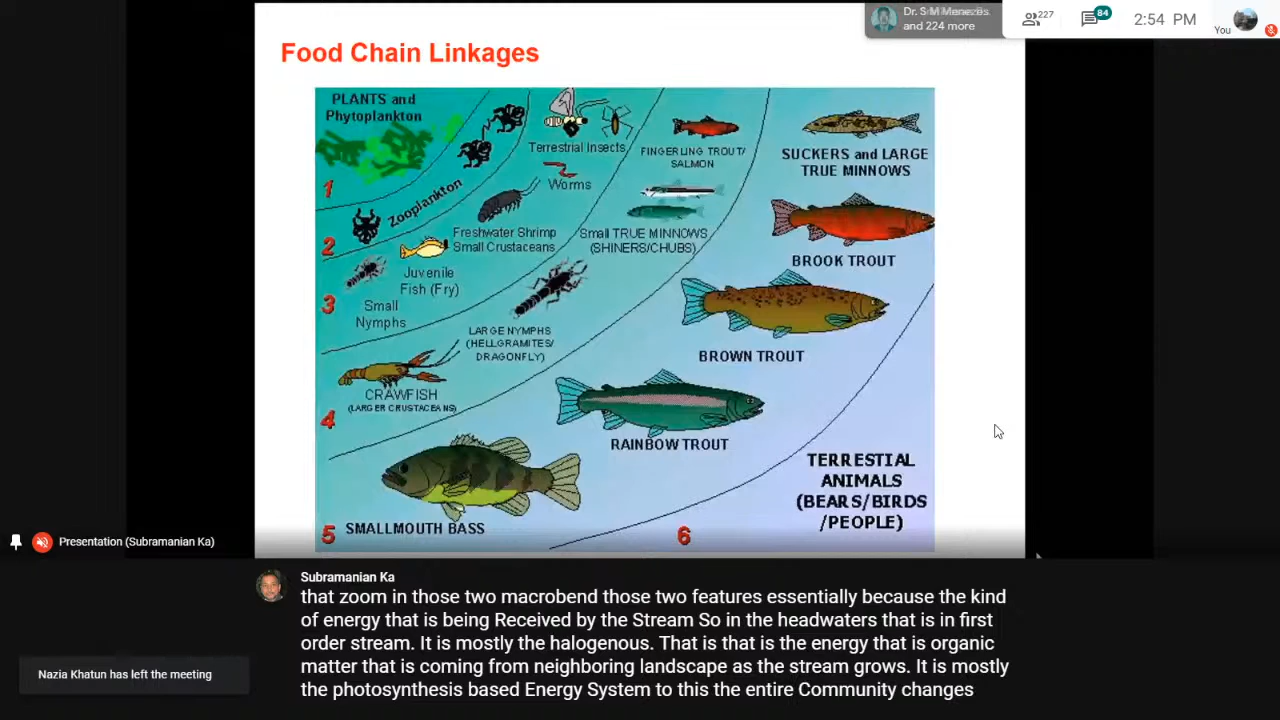 Dr. S M Menezes
and 224 more
227
84
2:54 PM
You
Food Chain Linkages
PLANTS and
Phytoplankton
1
Zooplankton
2
Terrestrial Insects
Worms
Freshwater Shrimp
Small Crustaceans
Juvenile
Fish (Fry)
3
Small
Nymphs
FINGERLING TROUT/
SALMON
Small TRUE MINNOWS
(SHINERS/CHUBS)
LARGE NYMPHS
(HELLGRAMITES/
DRAGONFLY)
CRAWFISH
(LARGER CRUSTACEANS)
4
SUCKERS and LARGE
TRUE MINNOWS
BROOK TROUT
BROWN TROUT
RAINBOW TROUT
5 SMALLMOUTH BASS
6
TERRESTIAL
ANIMALS
(BEARS/BIRDS
/PEOPLE)
Presentation (Subramanian Ka)
Subramanian Ka
that zoom in those two macrobend those two features essentially because the kind
of energy that is being Received by the Stream So in the headwaters that is in first
order stream. It is mostly the halogenous. That is that is the energy that is organic
matter that is coming from neighboring landscape as the stream grows. It is mostly
the photosynthesis based Energy System to this the entire Community changes
Nazia Khatun has left the meeting